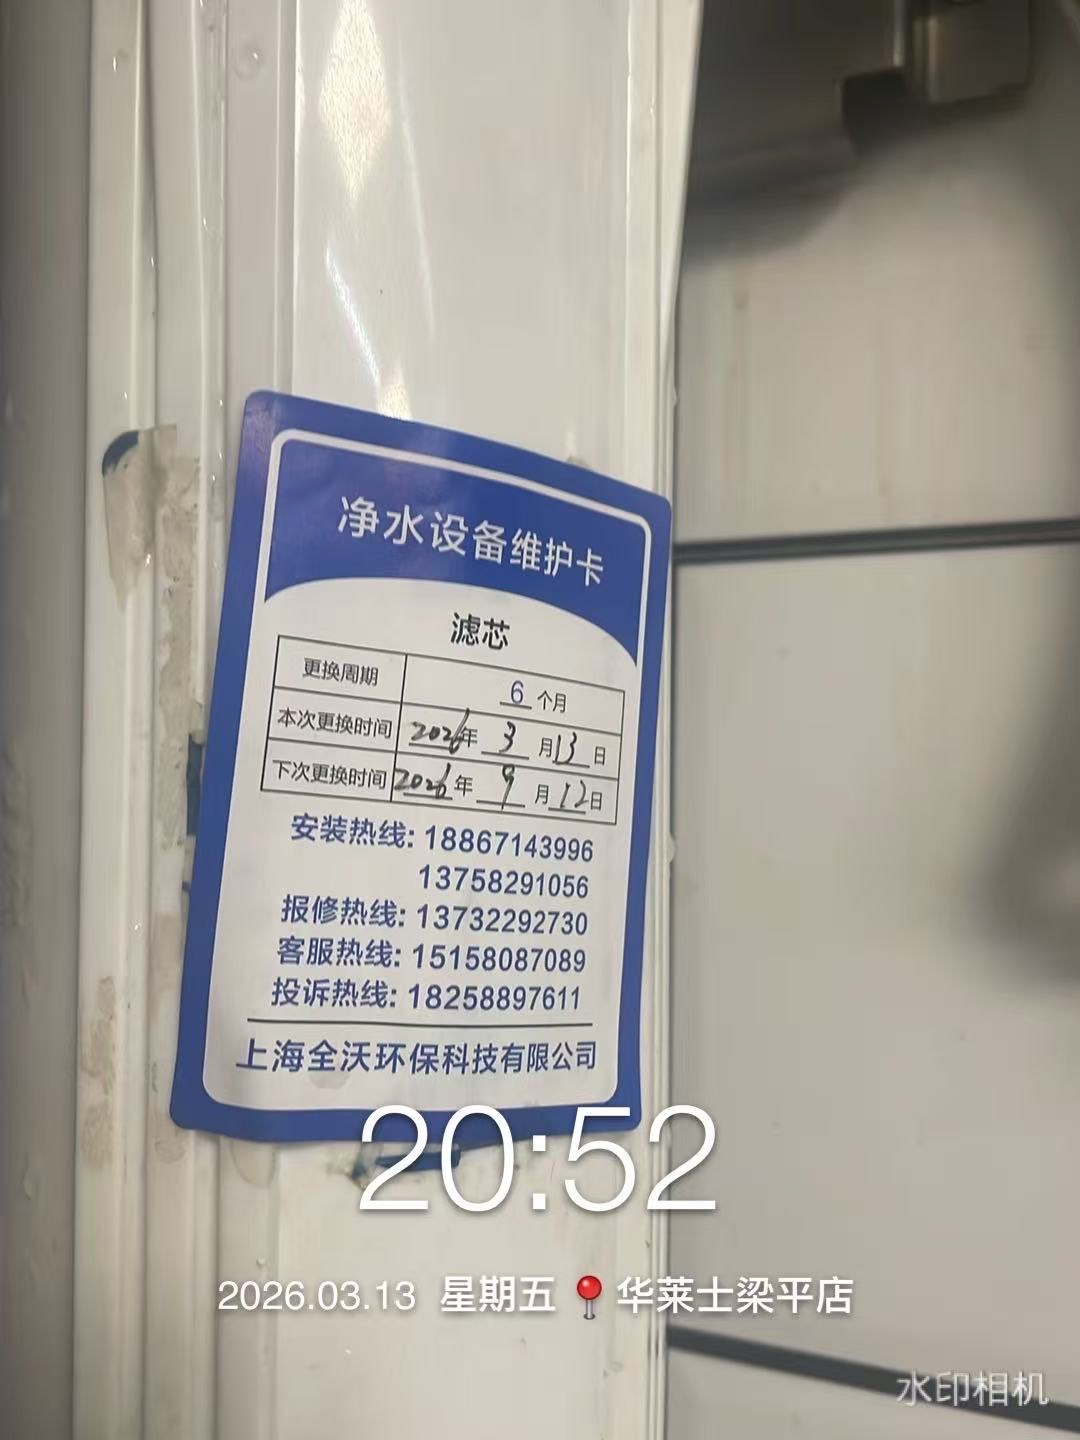 净水设备维护卡
滤芯
更换周期 6 个月
本次更换时间 2026年 3 月 13 日
下次更换时间 2026年 9 月 12 日
安装热线: 18867143996
13758291056
报修热线: 13732292730
客服热线: 15158087089
投诉热线: 18258897611
上海全沃环保科技有限公司
20:52
2026.03.13 星期五 华莱士梁平店
水印相机